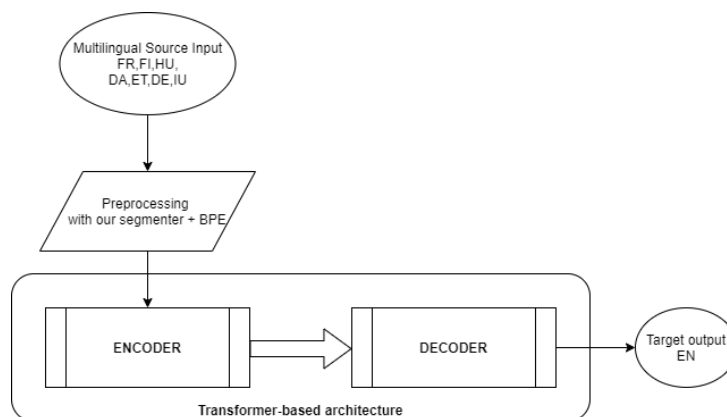 Multilingual Source Input
FR,FI,HU,
DA,ET,DE,IU
Preprocessing
with our segmenter + BPE
ENCODER
DECODER
Target output
EN
Transformer-based architecture